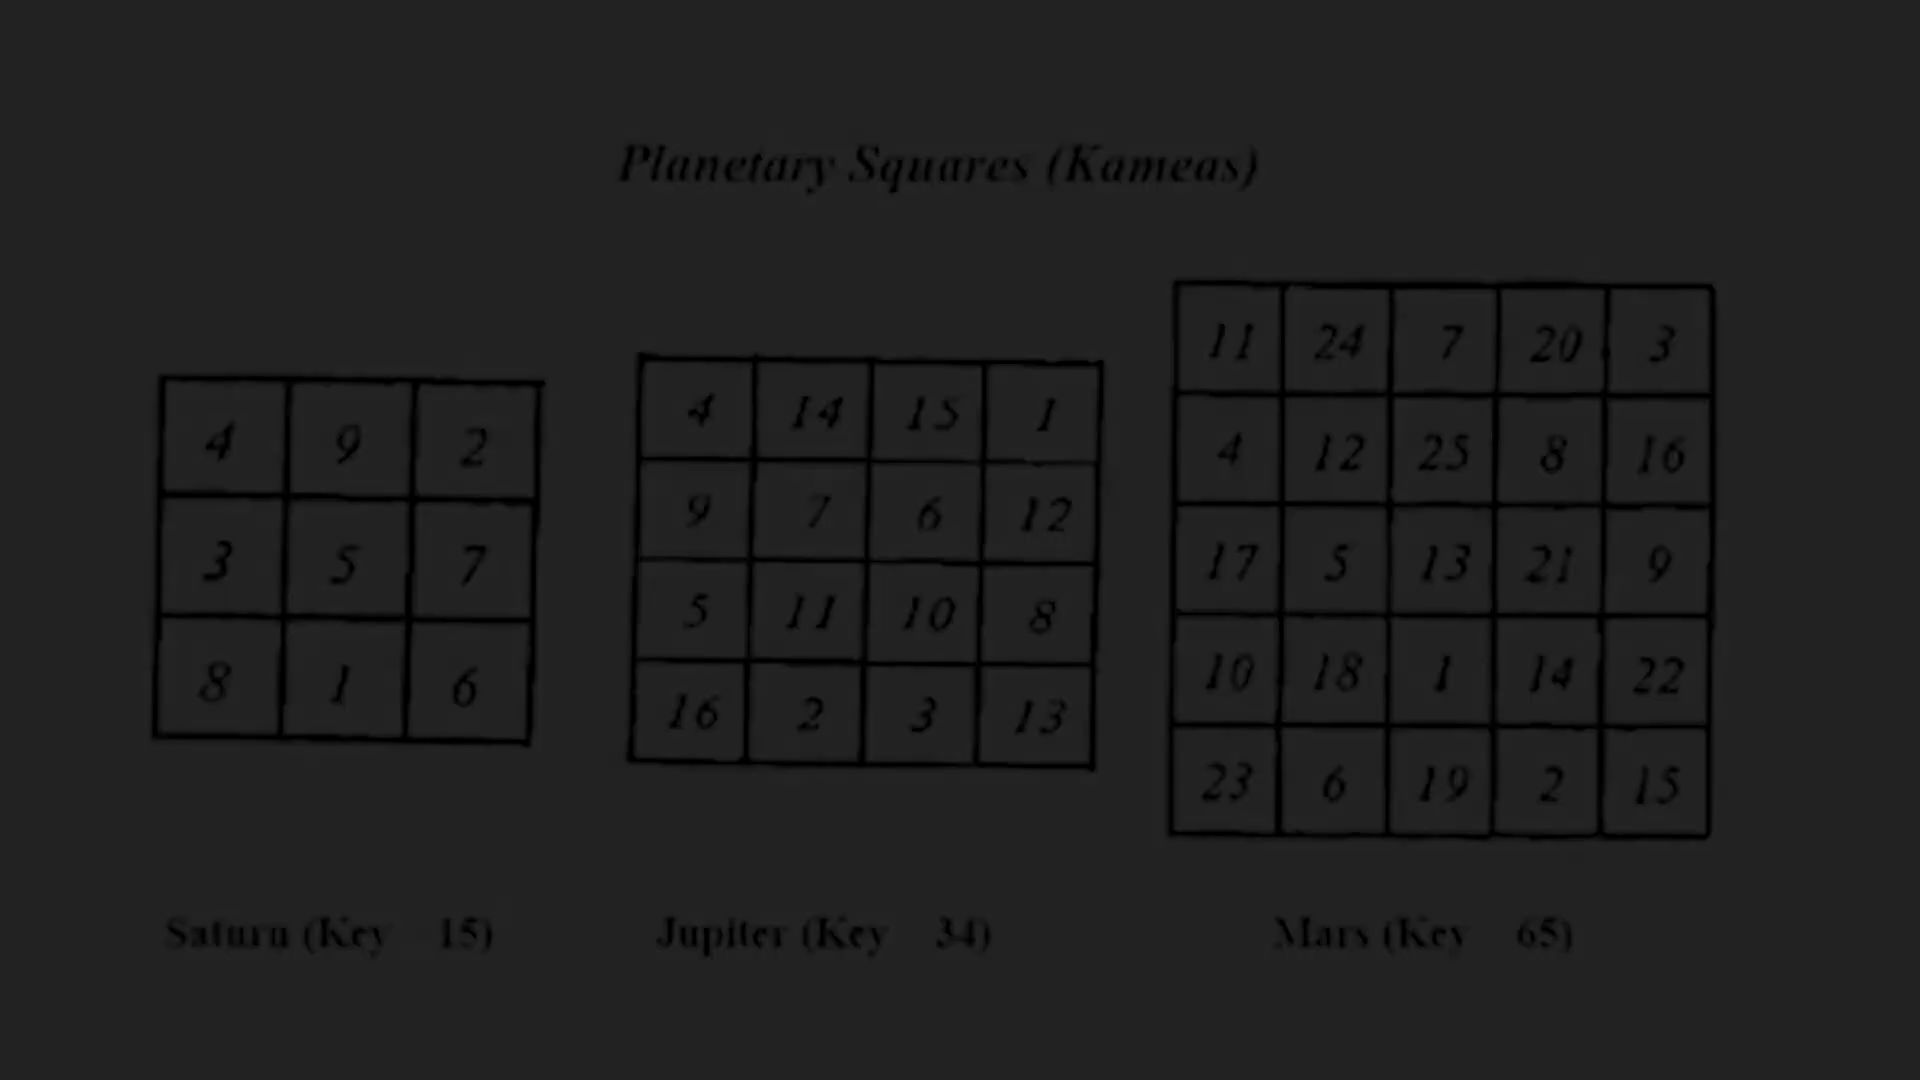 Planetary Squares (Kameas)
4 9 2
3 5 7
8 1 6
4 14 15 1
9 7 6 12
5 11 10 8
16 2 3 13
11 24 7 20 3
4 12 25 8 16
17 5 13 21 9
10 18 1 14 22
23 6 19 2 15
Saturn (Key 15)
Jupiter (Key 34)
Mars (Key 65)